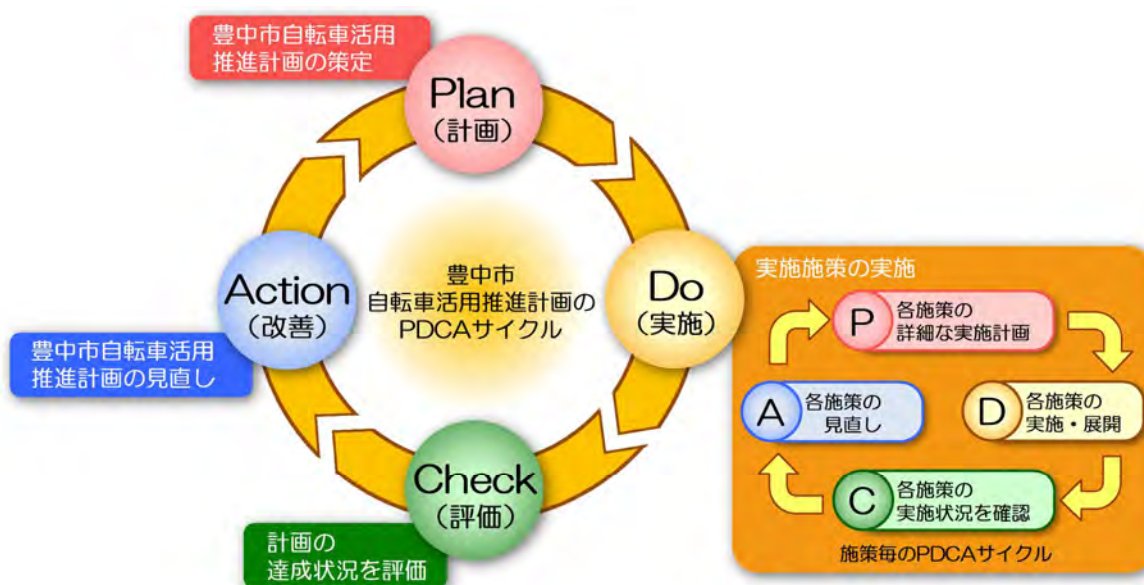 豊中市自転車活用
推進計画の策定
Plan
（計画）
Do
（実施）
Action
（改善）
豊中市
自転車活用推進計画の
PDCAサイクル
豊中市自転車活用
推進計画の見直し
Check
（評価）
計画の
達成状況を評価
実施施策の実施
P
各施策の
詳細な実施計画
A
各施策の
見直し
D
各施策の
実施・展開
C
各施策の
実施状況を確認
施策毎のPDCAサイクル